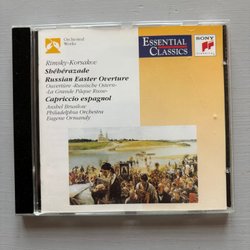 Orchestral
Works
ESSENTIAL
CLASSICS
SONY
Rimsky-Korsakov
Shéhérazade
Russian Easter Overture
Ouvertüre »Russische Ostern«
»La Grande Pâque Russe«
Capriccio espagnol
Anshel Brusilow
Philadelphia Orchestra
Eugene Ormandy